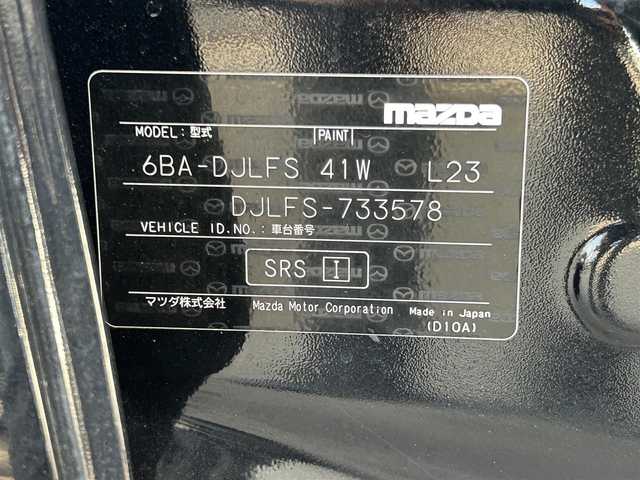 mazda
MODEL: 型式 PAINT
6BA-DJLFS 41W L23
DJLFS-733578
VEHICLE ID.NO.: 車台番号
SRS I
マツダ株式会社 Mazda Motor Corporation Made in Japan
(D10A)